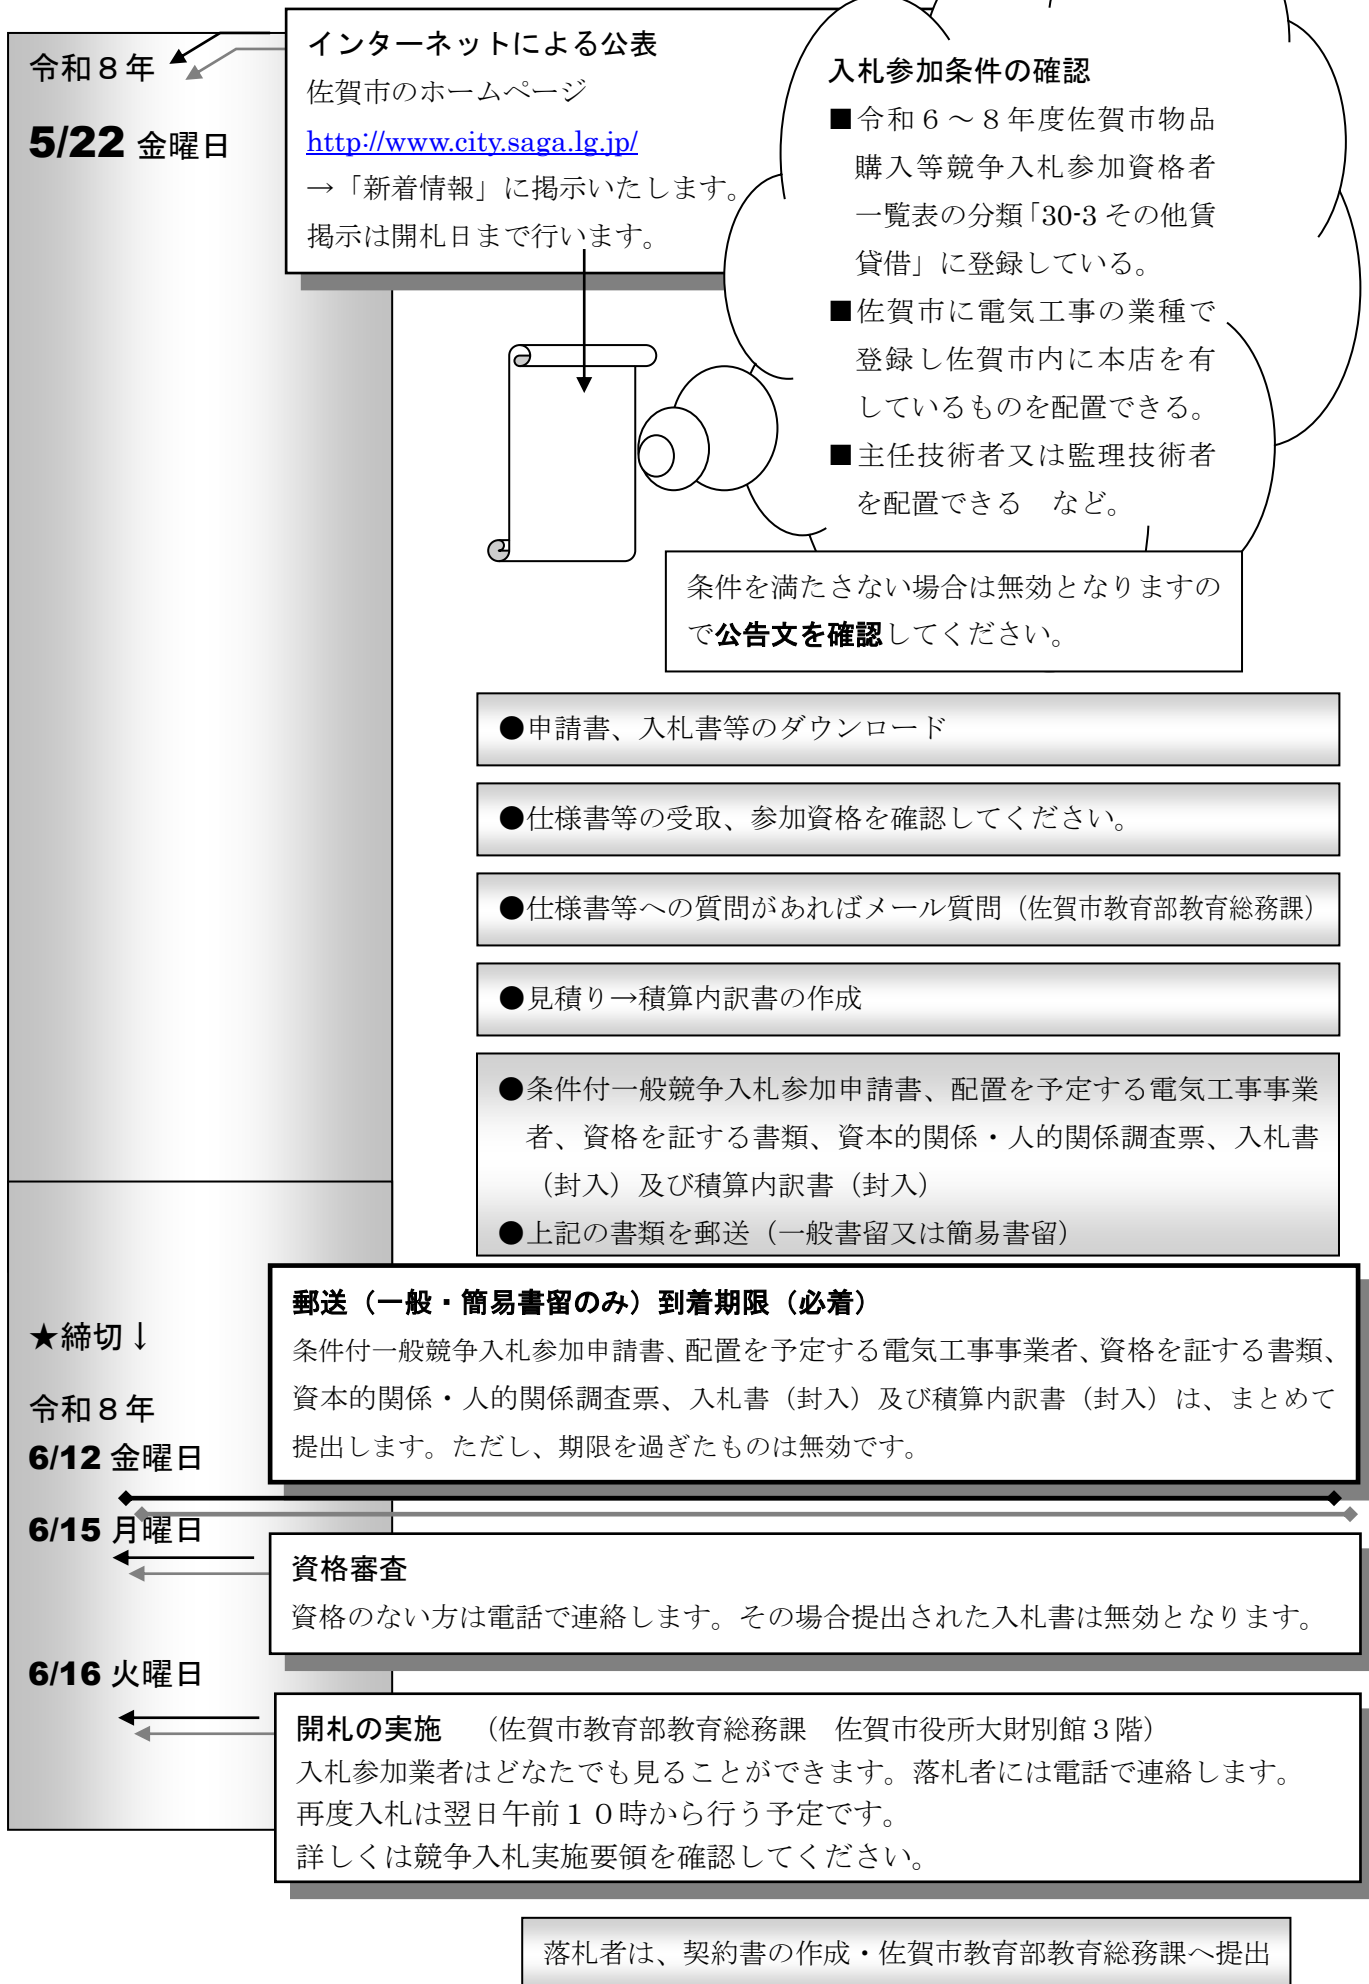 令和８年
5/22 金曜日
インターネットによる公表
佐賀市のホームページ
http://www.city.saga.lg.jp/
→「新着情報」に掲示いたします。
掲示は開札日まで行います。
入札参加条件の確認
■令和６～８年度佐賀市物品
購入等競争入札参加資格者
一覧表の分類「30-3 その他賃
貸借」に登録している。
■佐賀市に電気工事の業種で
登録し佐賀市内に本店を有
しているものを配置できる。
■主任技術者又は監理技術者
を配置できる　など。
条件を満たさない場合は無効となりますの
で公告文を確認してください。
●申請書、入札書等のダウンロード
●仕様書等の受取、参加資格を確認してください。
●仕様書等への質問があればメール質問（佐賀市教育部教育総務課）
●見積り→積算内訳書の作成
●条件付一般競争入札参加申請書、配置を予定する電気工事事業
者、資格を証する書類、資本的関係・人的関係調査票、入札書
（封入）及び積算内訳書（封入）
●上記の書類を郵送（一般書留又は簡易書留）
★締切↓
令和８年
6/12 金曜日
郵送（一般・簡易書留のみ）到着期限（必着）
条件付一般競争入札参加申請書、配置を予定する電気工事事業者、資格を証する書類、
資本的関係・人的関係調査票、入札書（封入）及び積算内訳書（封入）は、まとめて
提出します。ただし、期限を過ぎたものは無効です。
6/15 月曜日
資格審査
資格のない方は電話で連絡します。その場合提出された入札書は無効となります。
6/16 火曜日
開札の実施　（佐賀市教育部教育総務課　佐賀市役所大財別館３階）
入札参加業者はどなたでも見ることができます。落札者には電話で連絡します。
再度入札は翌日午前１０時から行う予定です。
詳しくは競争入札実施要領を確認してください。
落札者は、契約書の作成・佐賀市教育部教育総務課へ提出